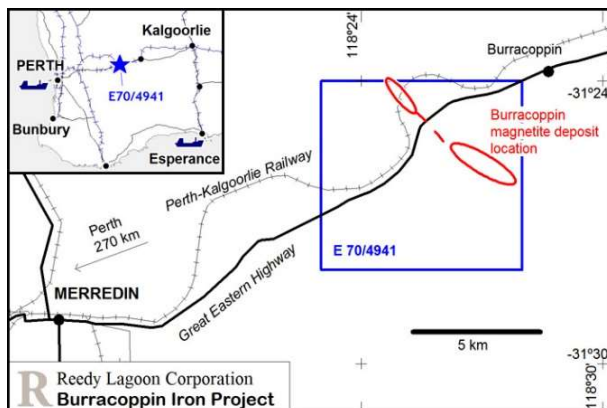 Kalgoorlie
PERTH
E70/4941
Bunbury
Esperance
118°24'
Burracoppin
-31°24'
Burracoppin
magnetite deposit
location
Perth-Kalgoorlie Railway
Perth
270 km
E 70/4941
Great Eastern Highway
MERREDIN
5 km
-31°30'
118°30'
R Reedy Lagoon Corporation
Burracoppin Iron Project